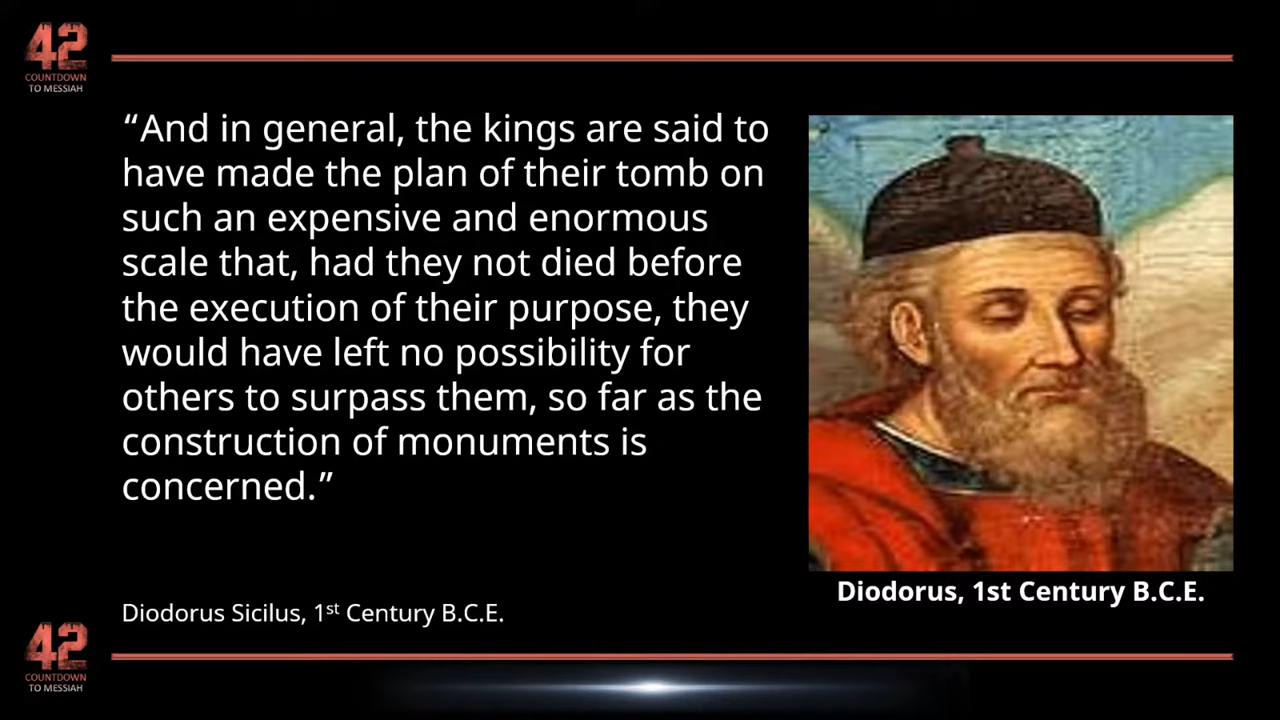 42
COUNTDOWN
TO MESSIAH
“And in general, the kings are said to
have made the plan of their tomb on
such an expensive and enormous
scale that, had they not died before
the execution of their purpose, they
would have left no possibility for
others to surpass them, so far as the
construction of monuments is
concerned.”
Diodorus, 1st Century B.C.E.
Diodorus Sicilus, 1st Century B.C.E.
42
COUNTDOWN
TO MESSIAH